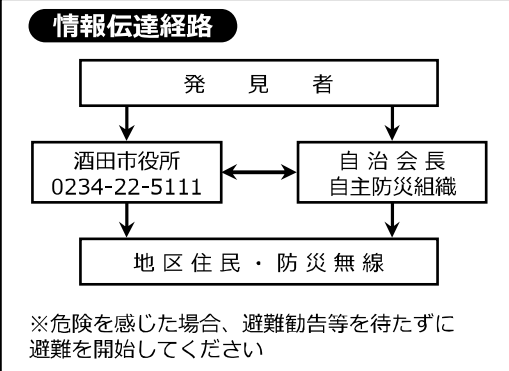 情報伝達経路
発見者
酒田市役所
0234-22-5111
自治会長
自主防災組織
地区住民・防災無線
※危険を感じた場合、避難勧告等を待たずに
避難を開始してください